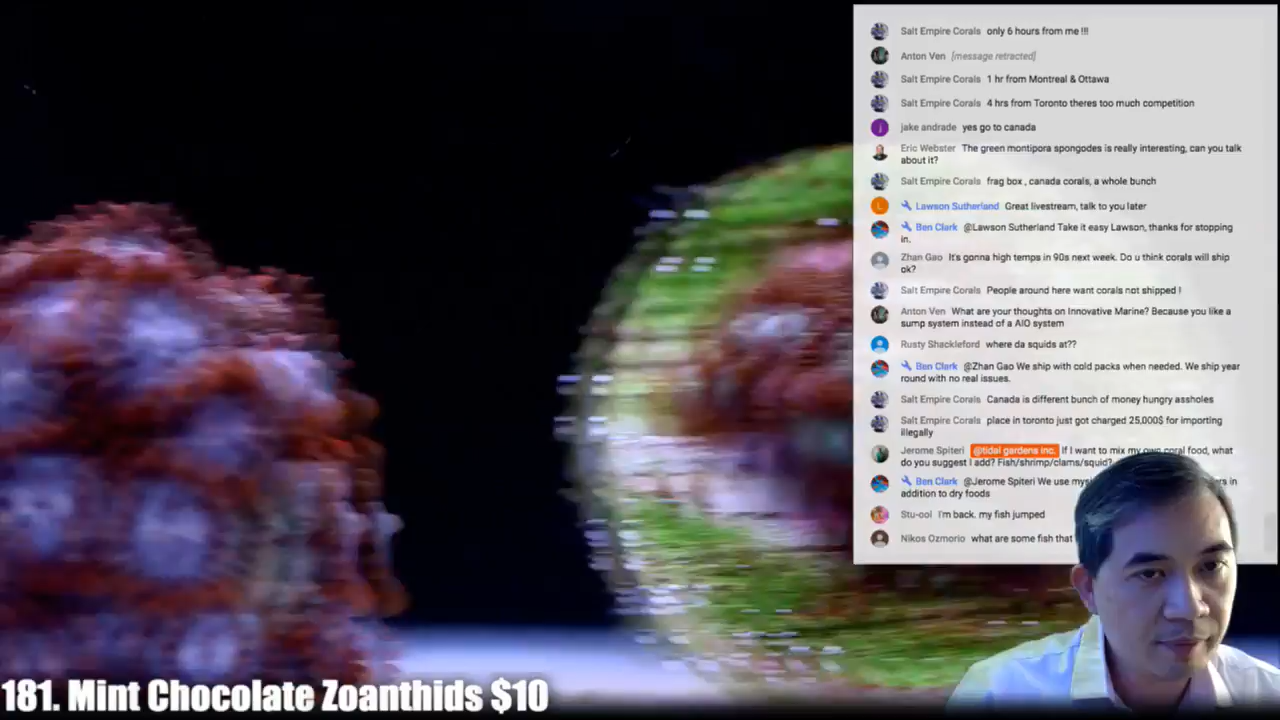 Salt Empire Corals only 6 hours from me !!!
Anton Ven [message retracted]
Salt Empire Corals 1 hr from Montreal & Ottawa
Salt Empire Corals 4 hrs from Toronto theres too much competition
jake andrade yes go to canada
Eric Webster The green montipora spongodes is really interesting, can you talk
about it?
Salt Empire Corals frag box , canada corals, a whole bunch
L Lawson Sutherland Great livestream, talk to you later
Ben Clark @Lawson Sutherland Take it easy Lawson, thanks for stopping
in.
Zhan Gao It's gonna high temps in 90s next week. Do u think corals will ship
ok?
Salt Empire Corals People around here want corals not shipped !
Anton Ven What are your thoughts on Innovative Marine? Because you like a
sump system instead of a AIO system
Rusty Shackleford where da squids at??
Ben Clark @Zhan Gao We ship with cold packs when needed. We ship year
round with no real issues.
Salt Empire Corals Canada is different bunch of money hungry assholes
Salt Empire Corals place in toronto just got charged 25,000$ for importing
illegally
Jerome Spiteri @tidal gardens inc. If I want to mix my own coral food, what
do you suggest I add? Fish/shrimp/clams/squid?
Ben Clark @Jerome Spiteri We use in
addition to dry foods
Stu-ool I'm back. my fish jumped
Nikos Ozmorio what are some fish that
181. Mint Chocolate Zoanthids $10